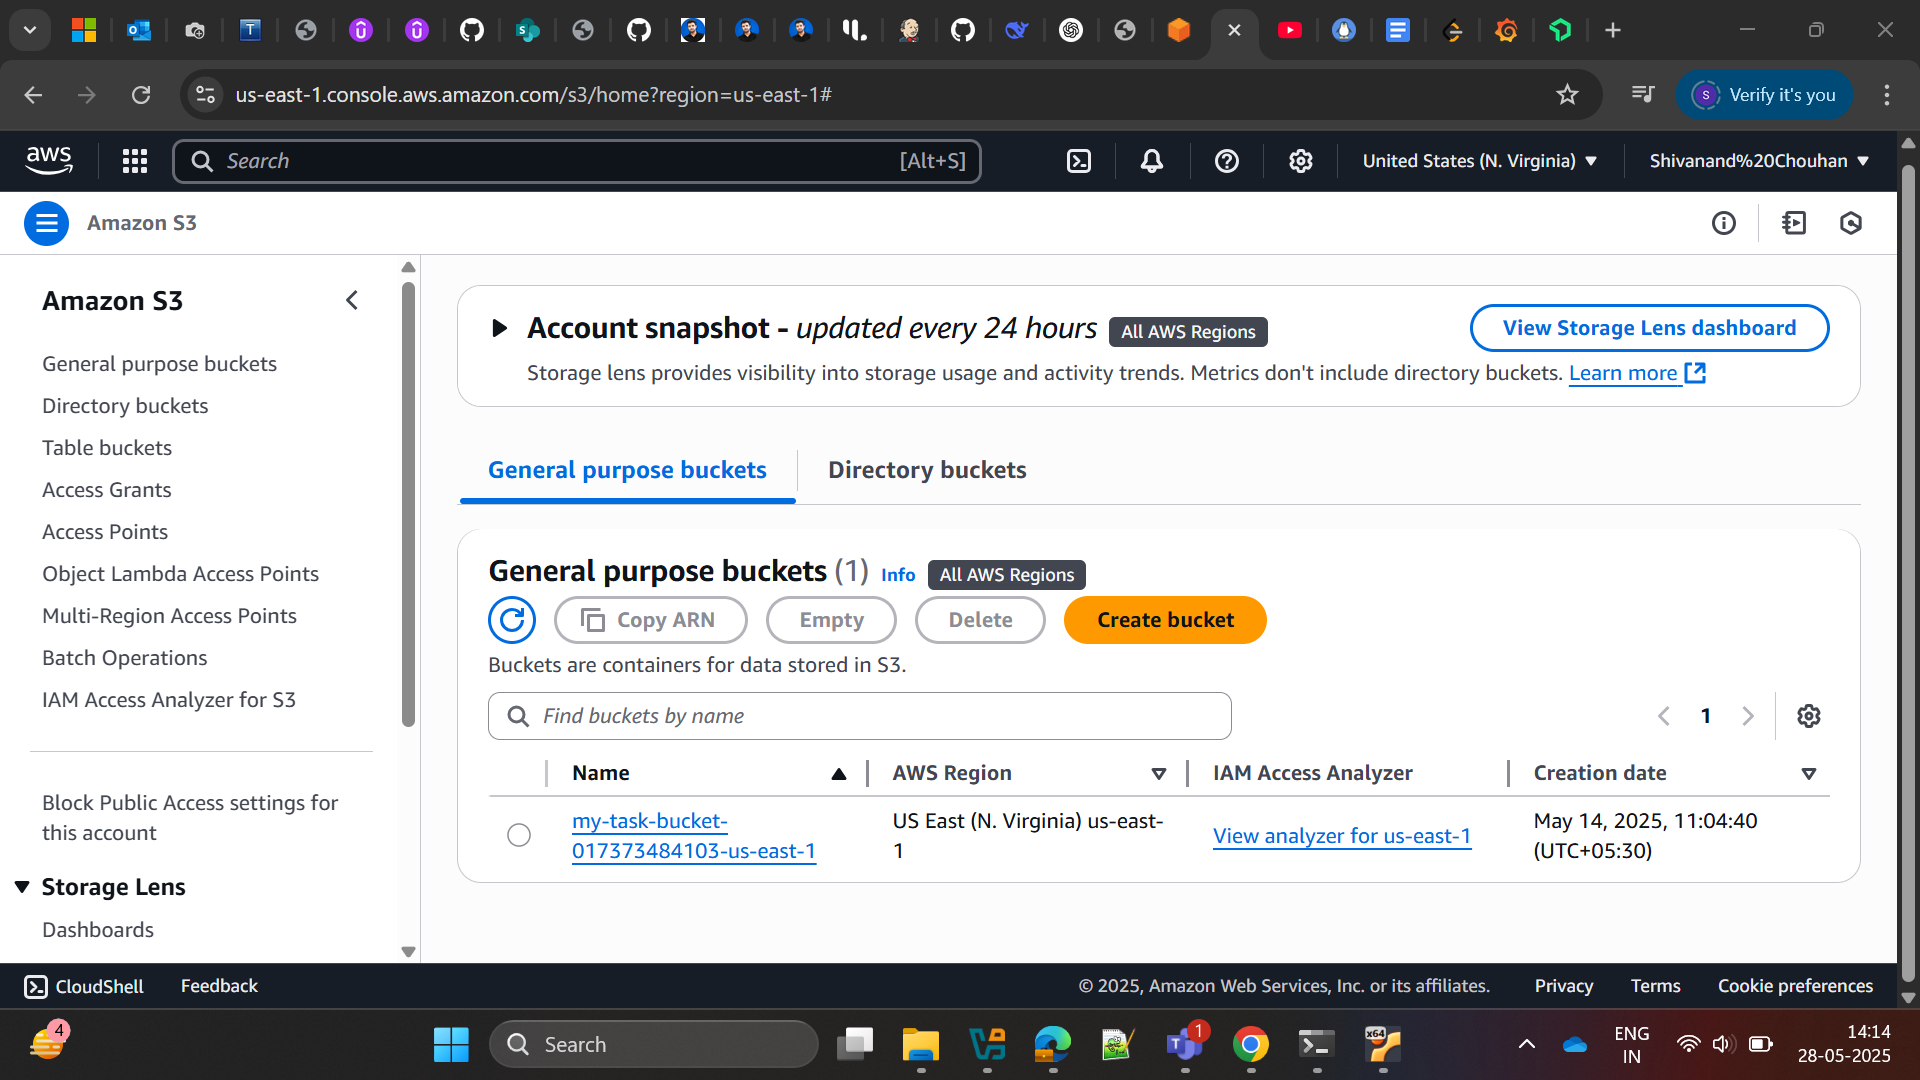 us-east-1.console.aws.amazon.com/s3/home?region=us-east-1#
Verify it's you
aws
Search
[Alt+S]
United States (N. Virginia)
Shivanand%20Chouhan
Amazon S3
Amazon S3
General purpose buckets
Directory buckets
Table buckets
Access Grants
Access Points
Object Lambda Access Points
Multi-Region Access Points
Batch Operations
IAM Access Analyzer for S3
Block Public Access settings for
this account
Storage Lens
Dashboards
Account snapshot - updated every 24 hours
All AWS Regions
View Storage Lens dashboard
Storage lens provides visibility into storage usage and activity trends. Metrics don't include directory buckets. Learn more
General purpose buckets
Directory buckets
General purpose buckets (1)
Info
All AWS Regions
Copy ARN
Empty
Delete
Create bucket
Buckets are containers for data stored in S3.
Find buckets by name
1
Name
AWS Region
IAM Access Analyzer
Creation date
my-task-bucket-
017373484103-us-east-1
US East (N. Virginia) us-east-
1
View analyzer for us-east-1
May 14, 2025, 11:04:40
(UTC+05:30)
CloudShell
Feedback
© 2025, Amazon Web Services, Inc. or its affiliates.
Privacy
Terms
Cookie preferences
4
Search
1
x64
ENG
IN
14:14
28-05-2025